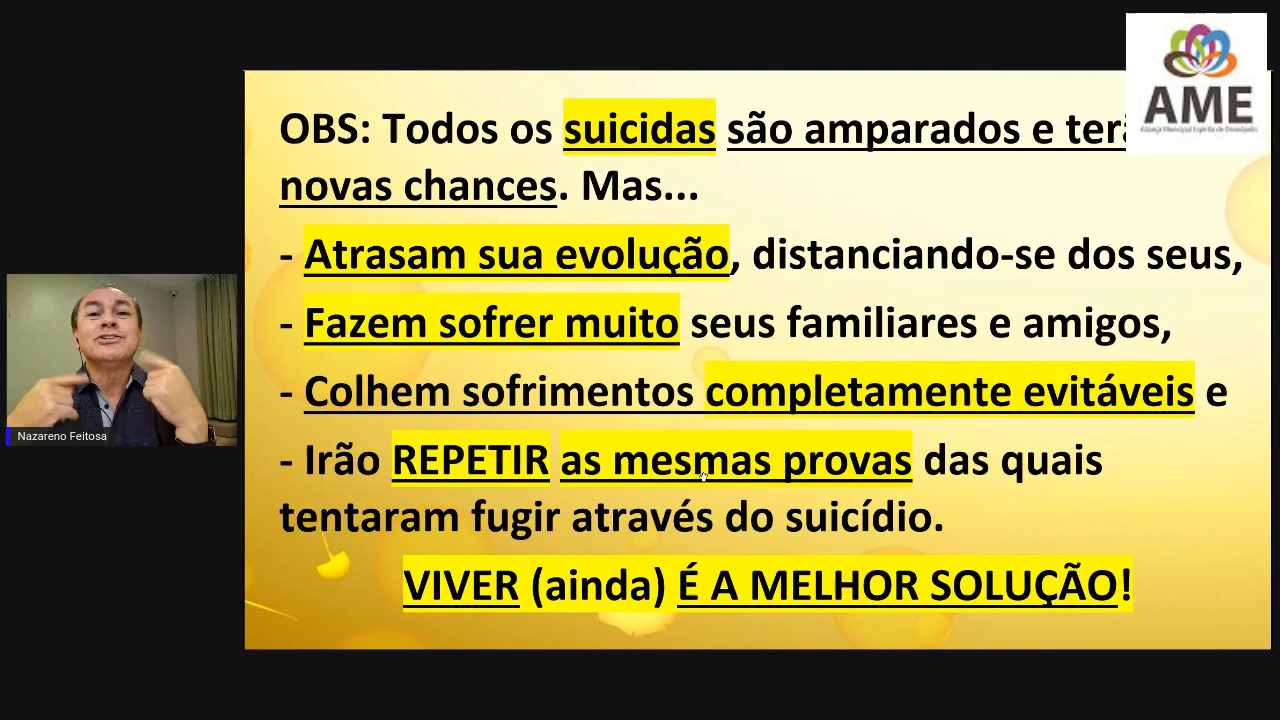 AME
OBS: Todos os suicidas são amparados e
novas chances. Mas...
- Atrasam sua evolução, distanciando-se dos seus,
- Fazem sofrer muito seus familiares e amigos,
- Colhem sofrimentos completamente evitáveis e
- Irão REPETIR as mesmas provas das quais
tentaram fugir através do suicídio.
VIVER (ainda) É A MELHOR SOLUÇÃO!
Nazareno Feitosa